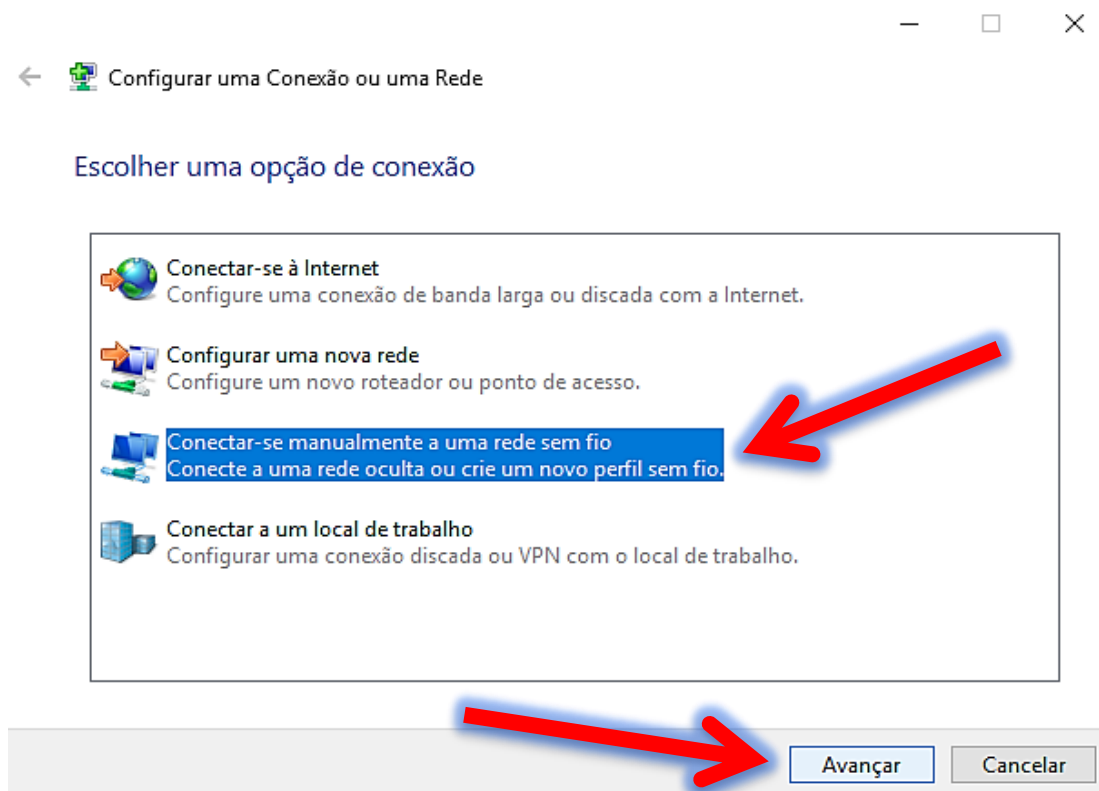 Configurar uma Conexão ou uma Rede
Escolher uma opção de conexão
Conectar-se à Internet
Configure uma conexão de banda larga ou discada com a Internet.
Configurar uma nova rede
Configure um novo roteador ou ponto de acesso.
Conectar-se manualmente a uma rede sem fio
Conecte a uma rede oculta ou crie um novo perfil sem fio.
Conectar a um local de trabalho
Configurar uma conexão discada ou VPN com o local de trabalho.
Avançar
Cancelar